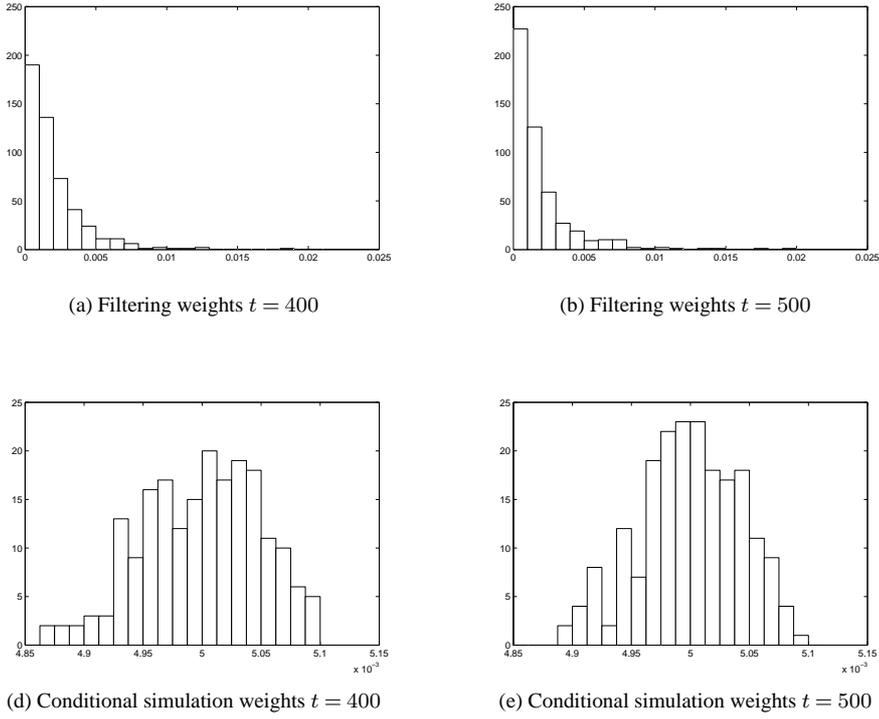 250
200
150
100
50
0
0 0.005 0.01 0.015 0.02 0.025
(a) Filtering weights t = 400
250
200
150
100
50
0
0 0.005 0.01 0.015 0.02 0.025
(b) Filtering weights t = 500
25
20
15
10
5
0
4.85 4.9 4.95 5 5.05 5.1 5.15
x 10⁻³
(d) Conditional simulation weights t = 400
25
20
15
10
5
0
4.85 4.9 4.95 5 5.05 5.1 5.15
x 10⁻³
(e) Conditional simulation weights t = 500